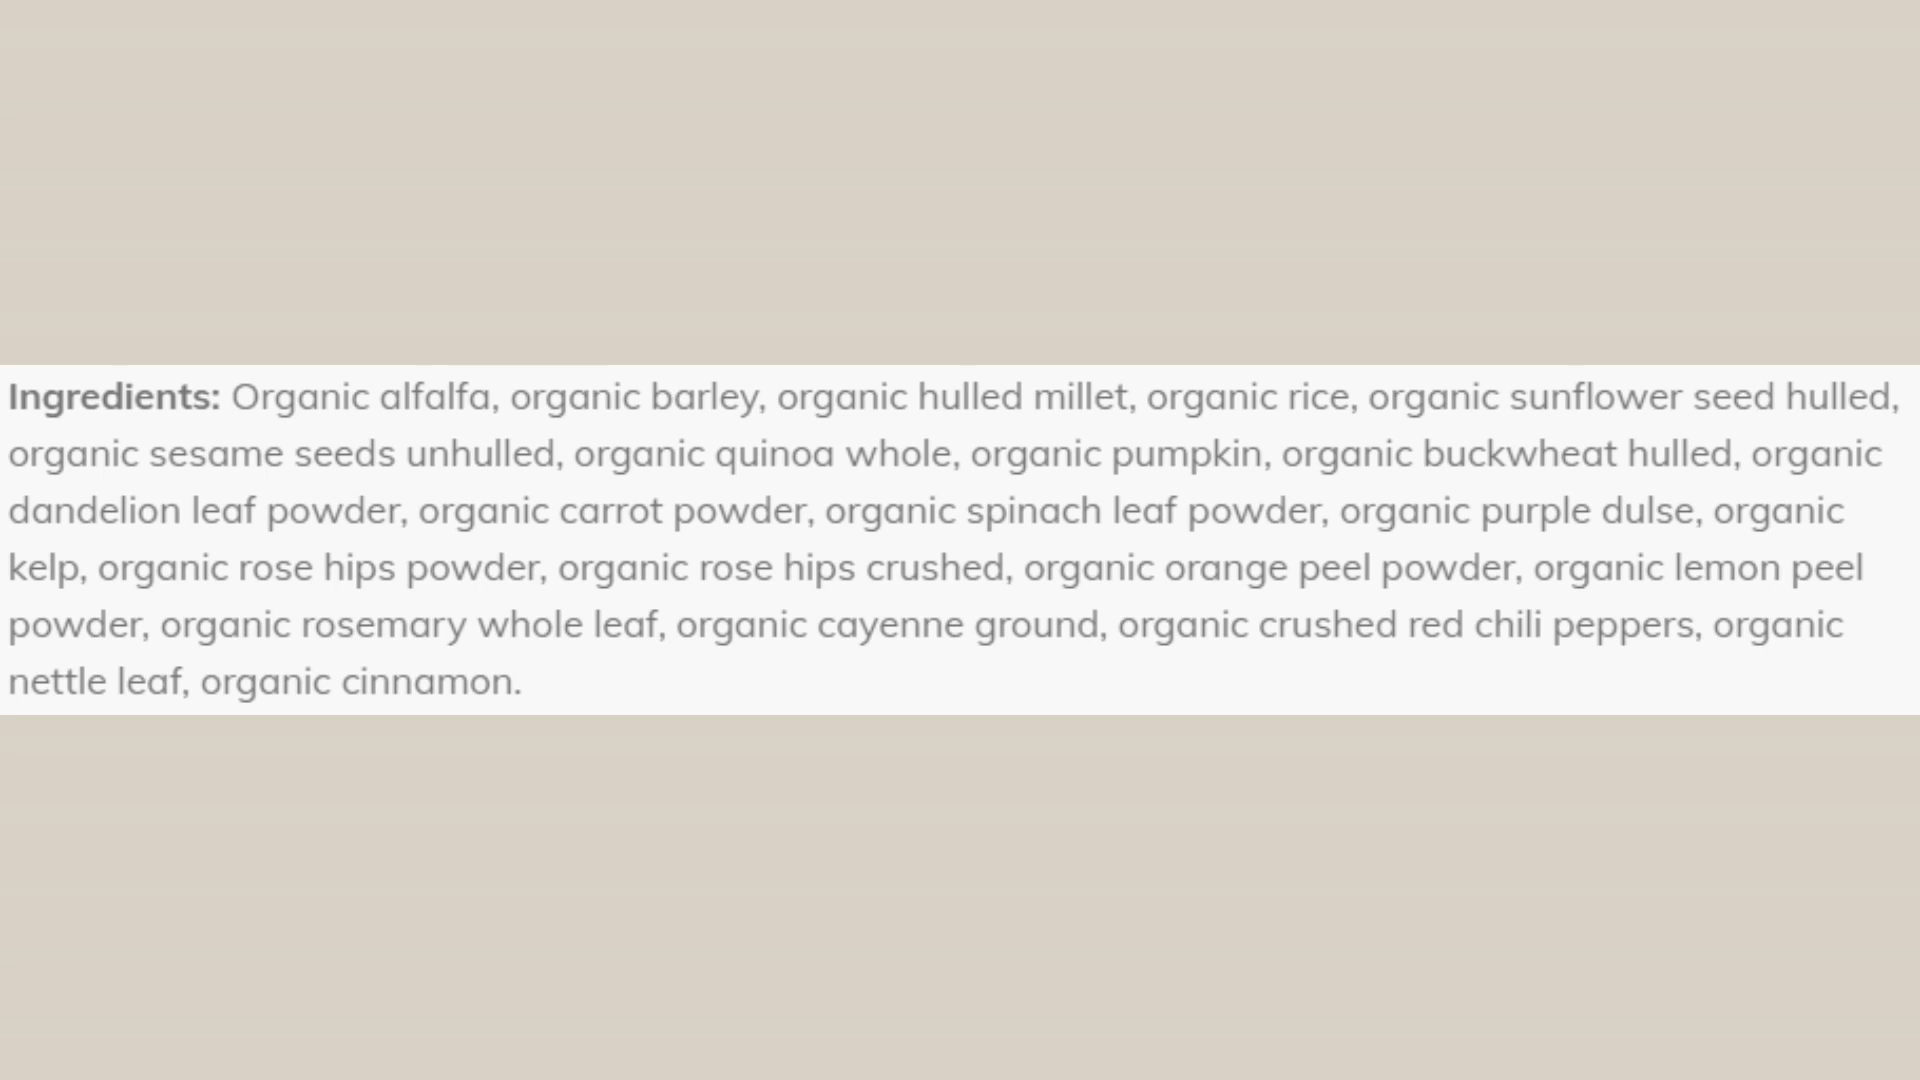 Ingredients: Organic alfalfa, organic barley, organic hulled millet, organic rice, organic sunflower seed hulled,
organic sesame seeds unhulled, organic quinoa whole, organic pumpkin, organic buckwheat hulled, organic
dandelion leaf powder, organic carrot powder, organic spinach leaf powder, organic purple dulse, organic
kelp, organic rose hips powder, organic rose hips crushed, organic orange peel powder, organic lemon peel
powder, organic rosemary whole leaf, organic cayenne ground, organic crushed red chili peppers, organic
nettle leaf, organic cinnamon.